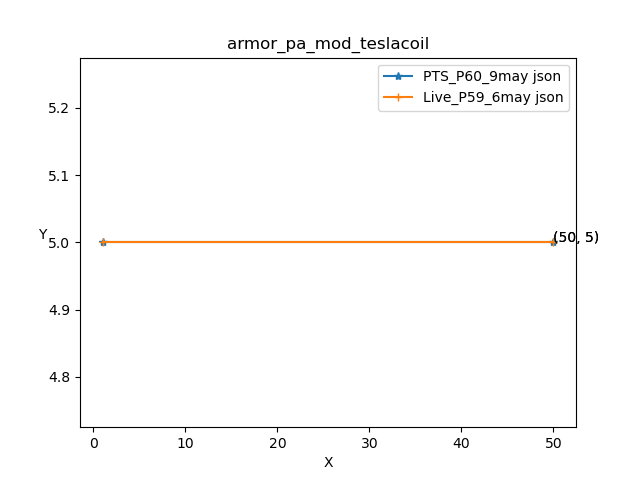 armor_pa_mod_teslacoil
PTS_P60_9may json
Live_P59_6may json
5.2
5.1
Y 5.0
(50, 5)
4.9
4.8
0 10 20 30 40 50
X